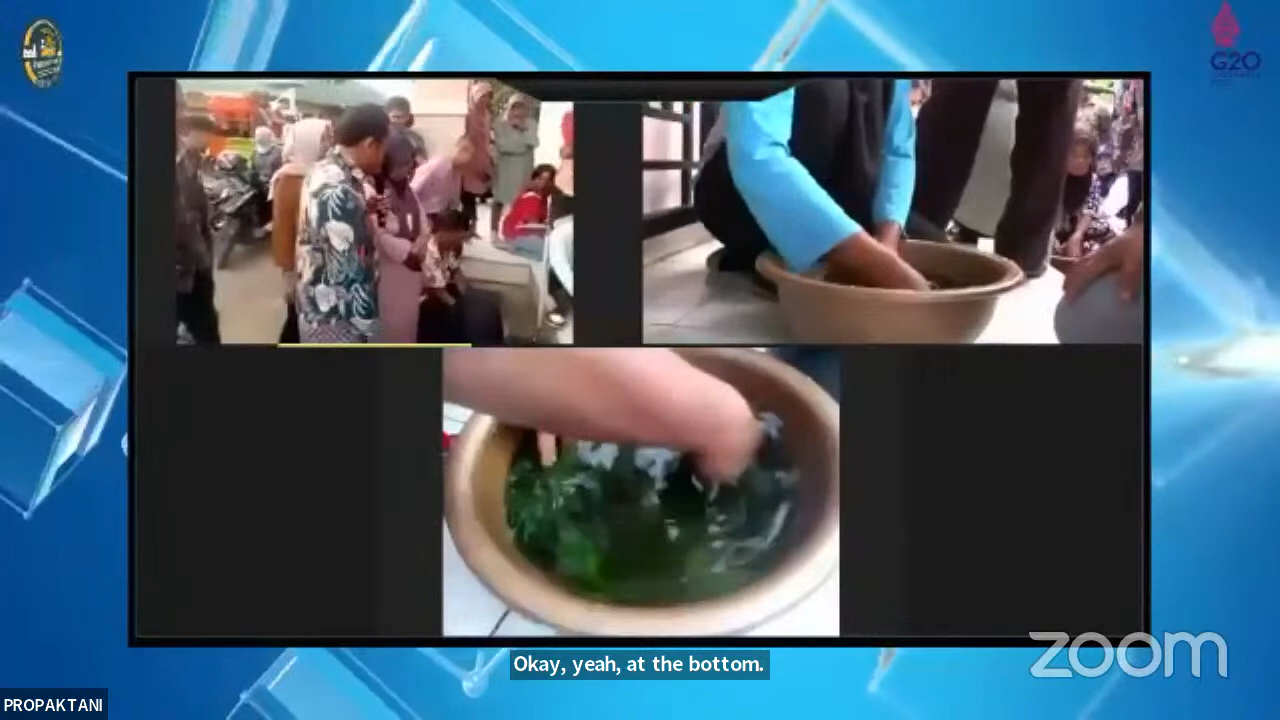 G20
Okay, yeah, at the bottom.
zoom
PROPAKTANI